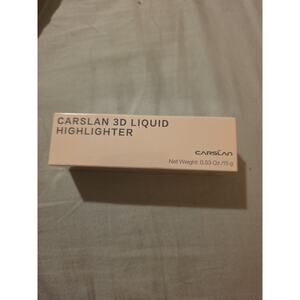 CARSLAN 3D LIQUID
HIGHLIGHTER
CARSLAN
Net Weight: 0.53 Oz./15 g